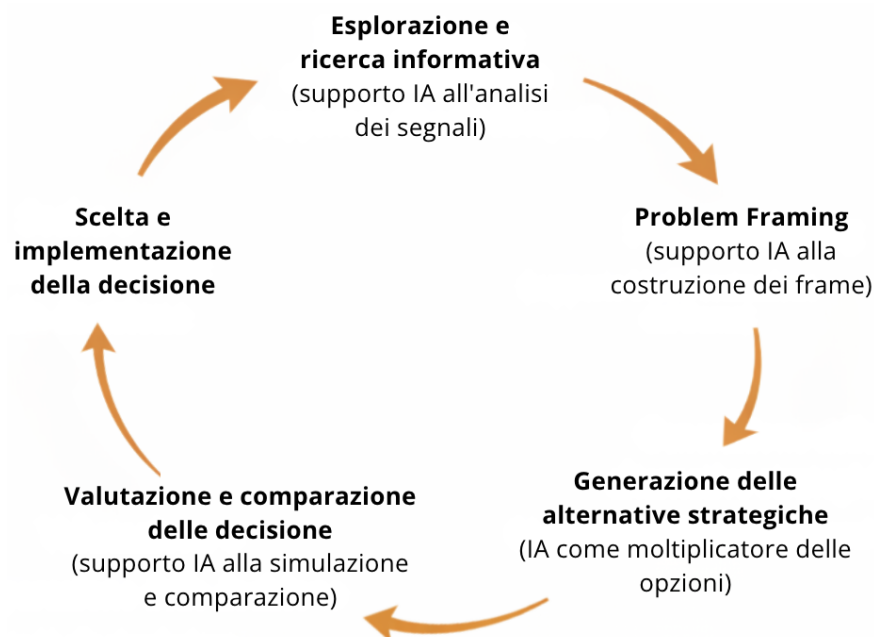 Esplorazione e
ricerca informativa
(supporto IA all'analisi
dei segnali)
Problem Framing
(supporto IA alla
costruzione dei frame)
Generazione delle
alternative strategiche
(IA come moltiplicatore delle
opzioni)
Valutazione e comparazione
delle decisione
(supporto IA alla simulazione
e comparazione)
Scelta e
implementazione
della decisione